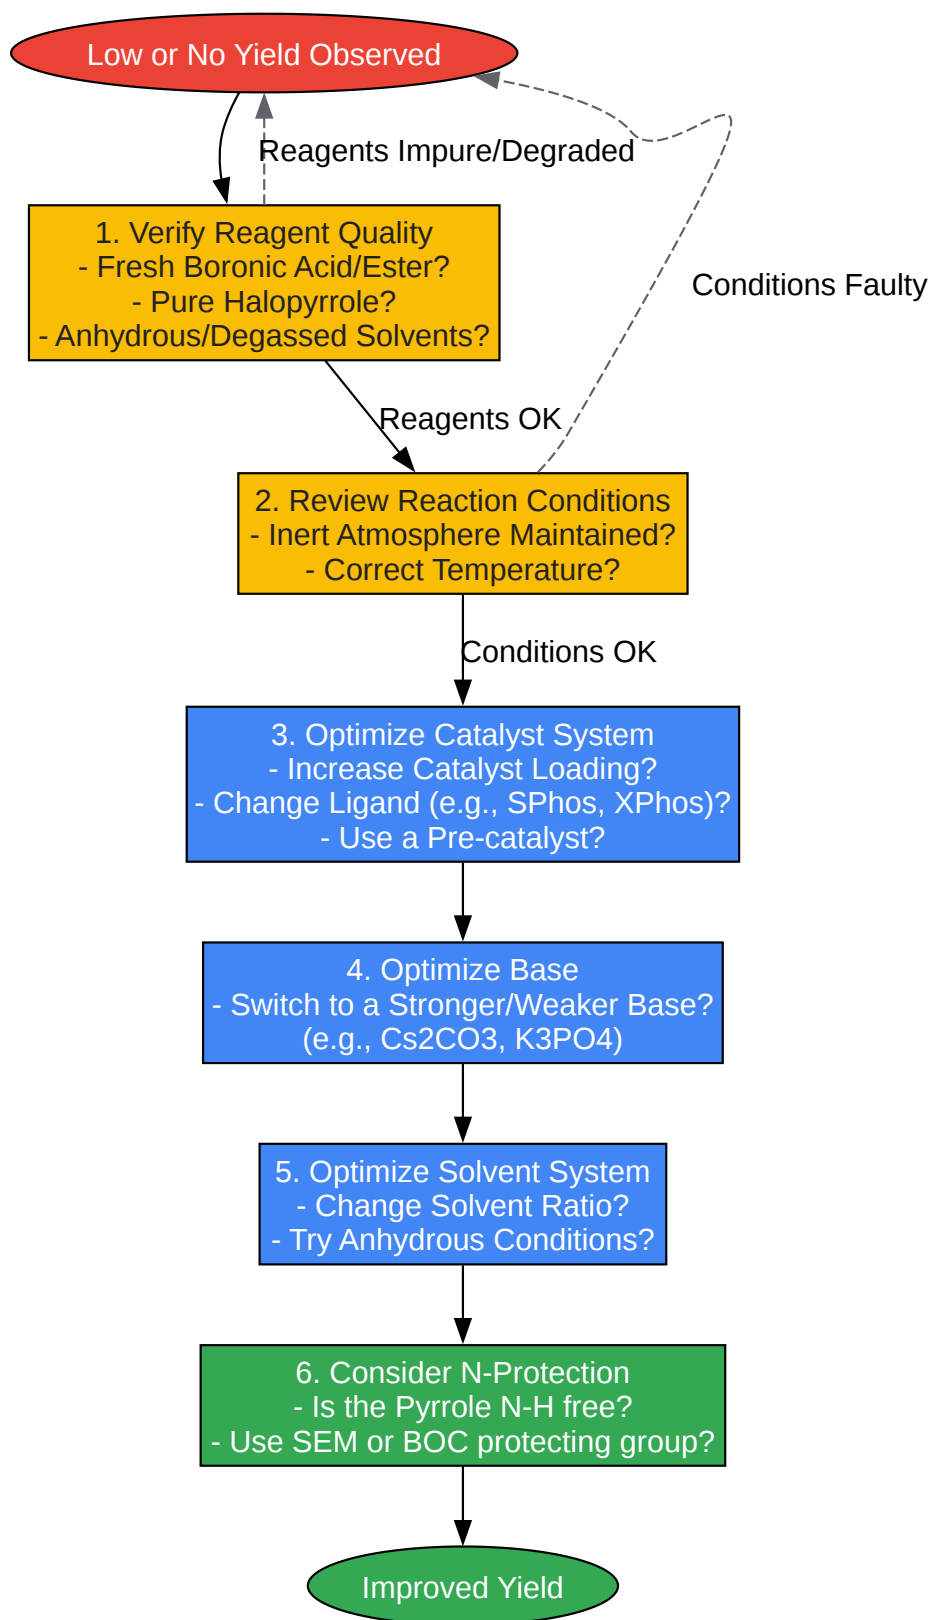 Low or No Yield Observed
Reagents Impure/Degraded
1. Verify Reagent Quality
- Fresh Boronic Acid/Ester?
- Pure Halopyrrole?
- Anhydrous/Degassed Solvents?
Conditions Faulty
Reagents OK
2. Review Reaction Conditions
- Inert Atmosphere Maintained?
- Correct Temperature?
Conditions OK
3. Optimize Catalyst System
- Increase Catalyst Loading?
- Change Ligand (e.g., SPhos, XPhos)?
- Use a Pre-catalyst?
4. Optimize Base
- Switch to a Stronger/Weaker Base?
(e.g., Cs2CO3, K3PO4)
5. Optimize Solvent System
- Change Solvent Ratio?
- Try Anhydrous Conditions?
6. Consider N-Protection
- Is the Pyrrole N-H free?
- Use SEM or BOC protecting group?
Improved Yield